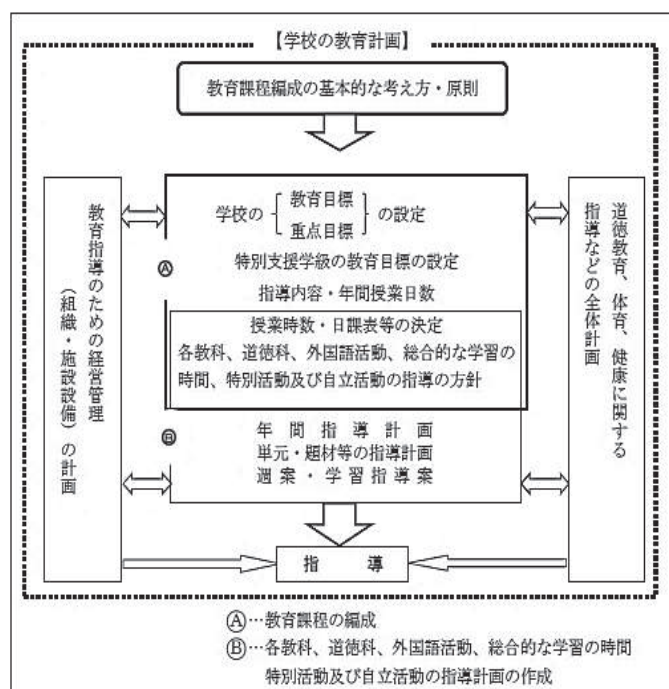 【学校の教育計画】
教育課程編成の基本的な考え方・原則
教育指導のための経営管理
（組織・施設設備）の計画
学校の
教育目標
重点目標
の設定
Ⓐ
特別支援学級の教育目標の設定
指導内容・年間授業日数
授業時数・日課表等の決定
各教科、道徳科、外国語活動、総合的な学習の
時間、特別活動及び自立活動の指導の方針
Ⓑ
年間指導計画
単元・題材等の指導計画
週案・学習指導案
道徳教育、体育、健康に関する
指導などの全体計画
指導
Ⓐ…教育課程の編成
Ⓑ…各教科、道徳科、外国語活動、総合的な学習の時間
特別活動及び自立活動の指導計画の作成